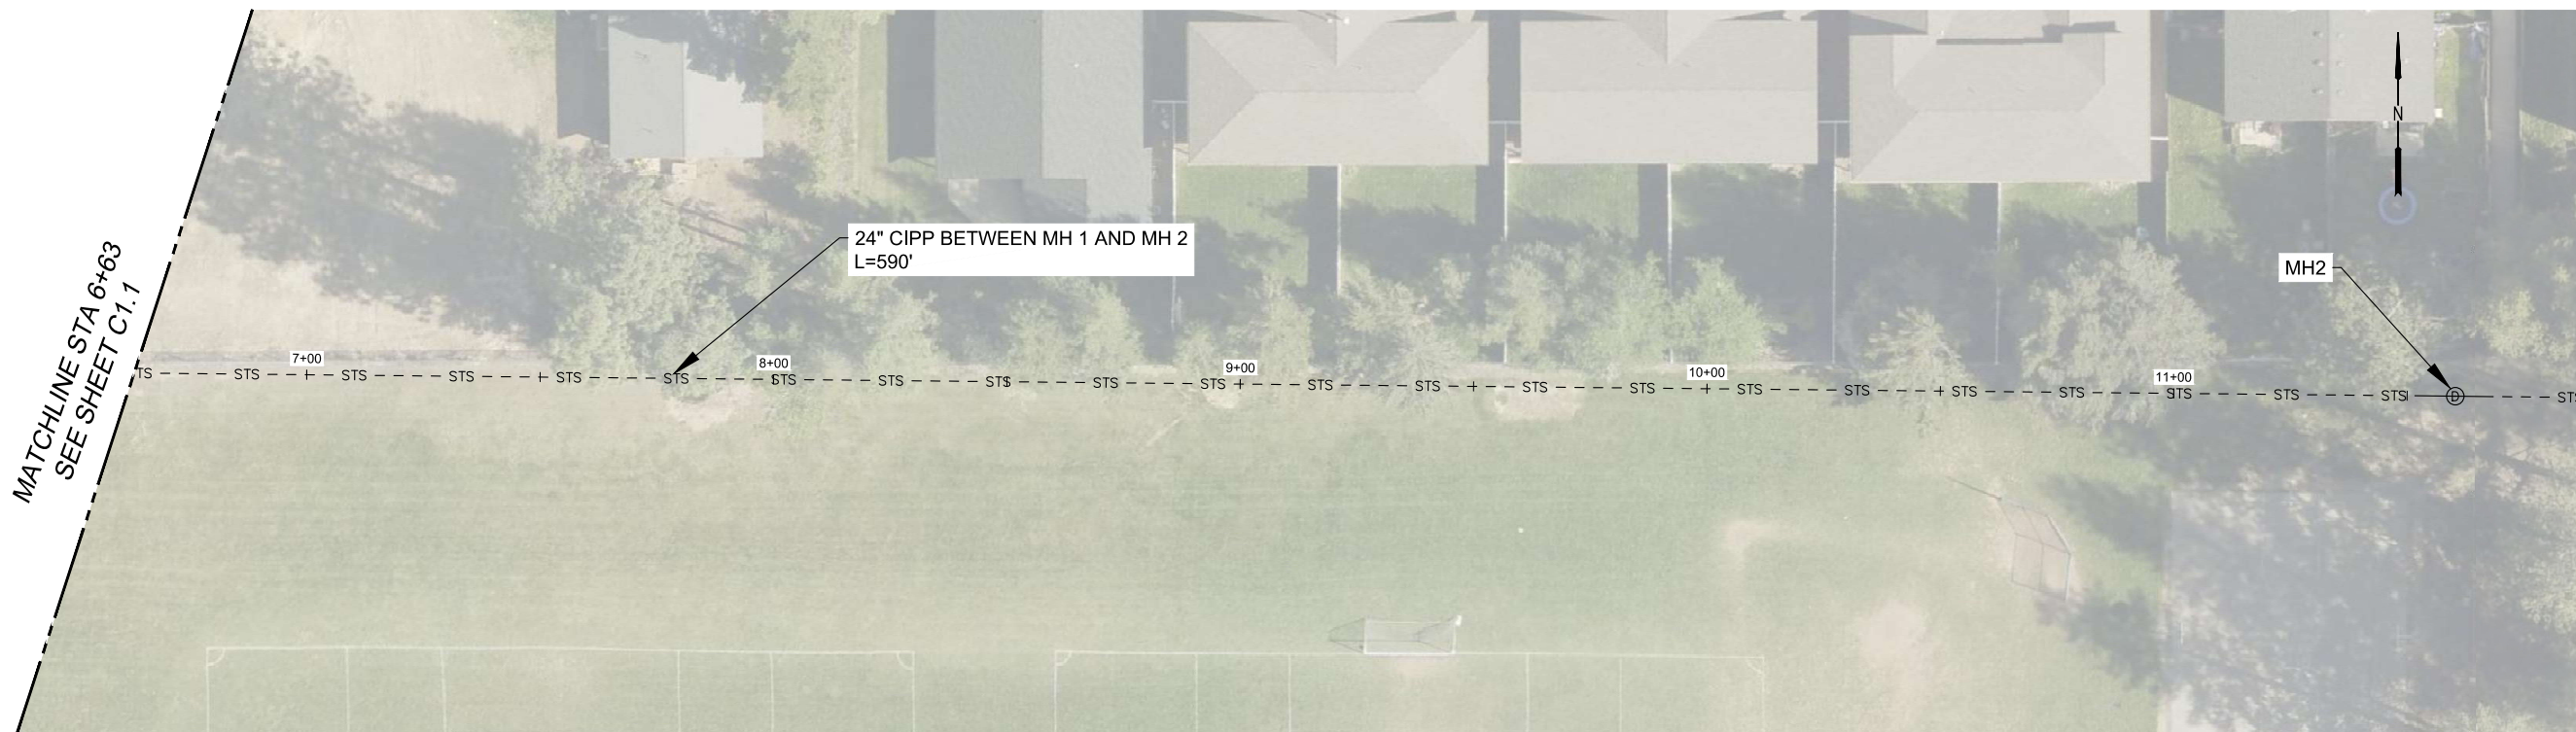 MATCHLINE STA 6+63
SEE SHEET C1.1
24" CIPP BETWEEN MH 1 AND MH 2
L=590'
N
MH2
7+00
8+00
9+00
10+00
11+00
TS STS STS STS STS STS STS STS STS STS STS STS STS STS STS STS STS STS STS STS STS STS D STS